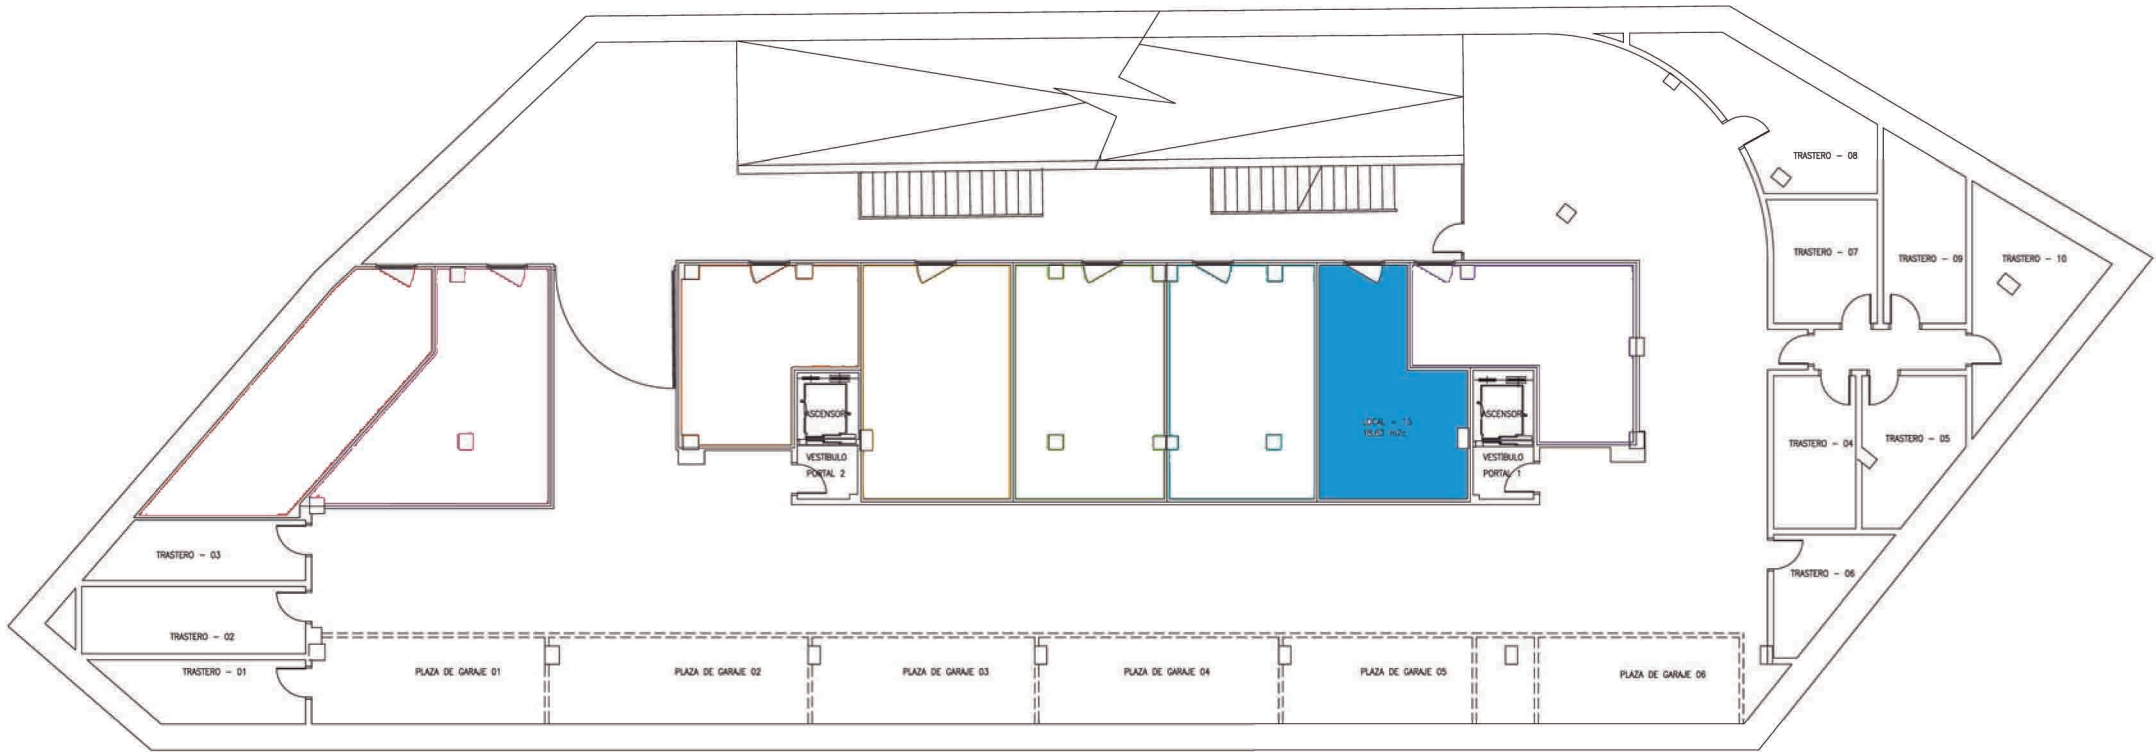 TRASTERO - 08
TRASTERO - 07
TRASTERO - 09
TRASTERO - 10
ASCENSOR
ASCENSOR
LOCAL - 13
TRASTERO - 04
TRASTERO - 05
VESTIBULO
PORTAL 2
VESTIBULO
PORTAL 1
TRASTERO - 03
TRASTERO - 06
TRASTERO - 02
TRASTERO - 01
PLAZA DE GARAJE 01
PLAZA DE GARAJE 02
PLAZA DE GARAJE 03
PLAZA DE GARAJE 04
PLAZA DE GARAJE 05
PLAZA DE GARAJE 06